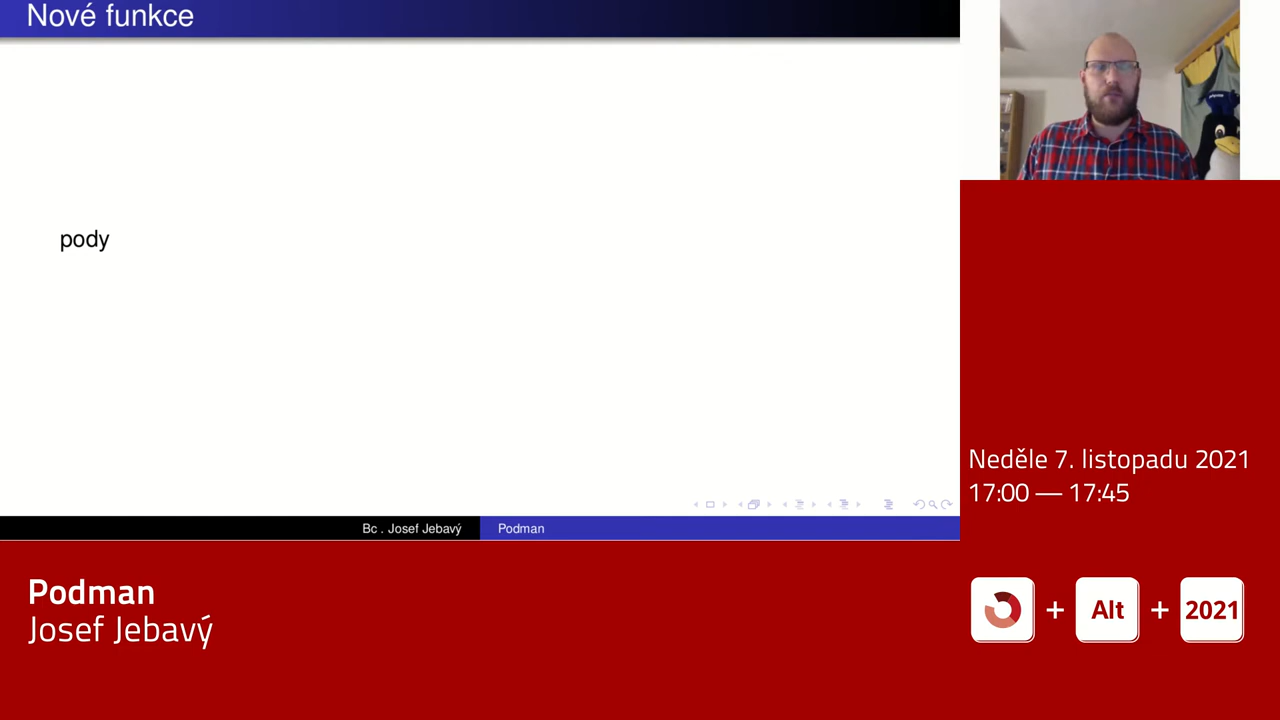 Nové funkce
pody
Bc . Josef Jebavý
Podman
Neděle 7. listopadu 2021
17:00 — 17:45
Podman
Josef Jebavý
+ Alt + 2021